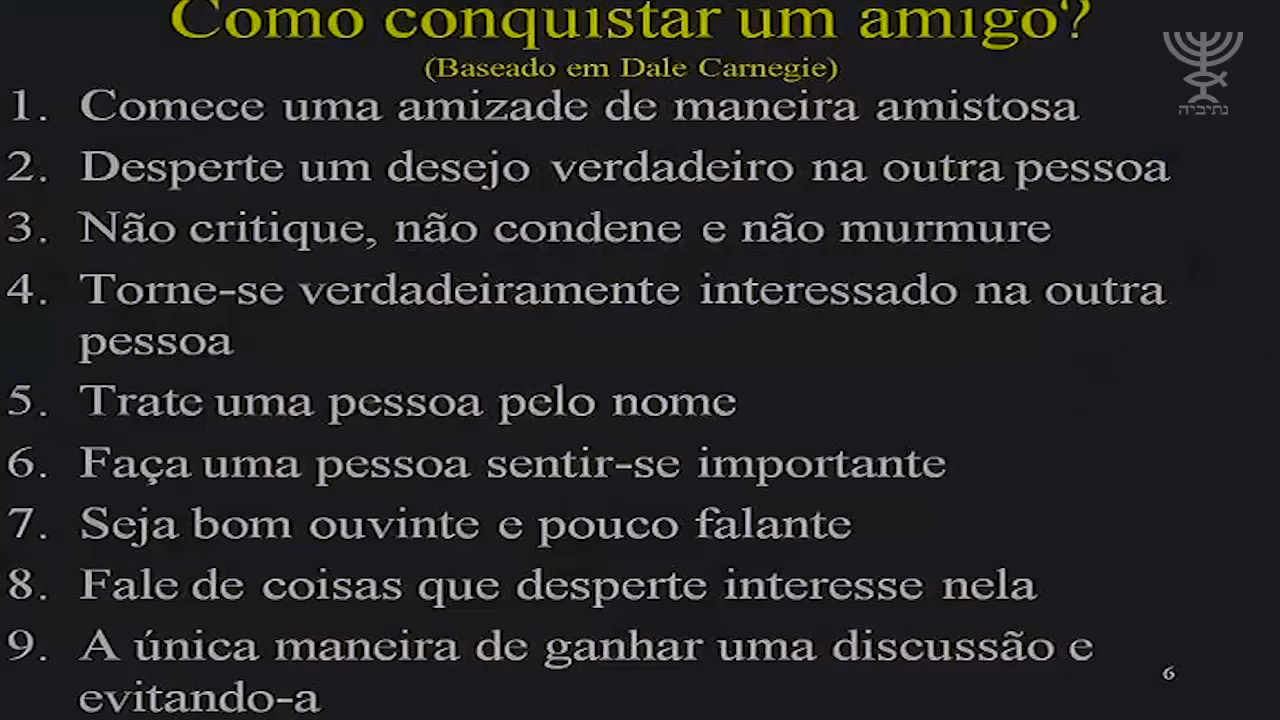 Como conquistar um amigo?
(Baseado em Dale Carnegie)
1. Comece uma amizade de maneira amistosa
2. Desperte um desejo verdadeiro na outra pessoa
3. Não critique, não condene e não murmure
4. Torne-se verdadeiramente interessado na outra
pessoa
5. Trate uma pessoa pelo nome
6. Faça uma pessoa sentir-se importante
7. Seja bom ouvinte e pouco falante
8. Fale de coisas que desperte interesse nela
9. A única maneira de ganhar uma discussão e
evitando-a
6
נתיביה